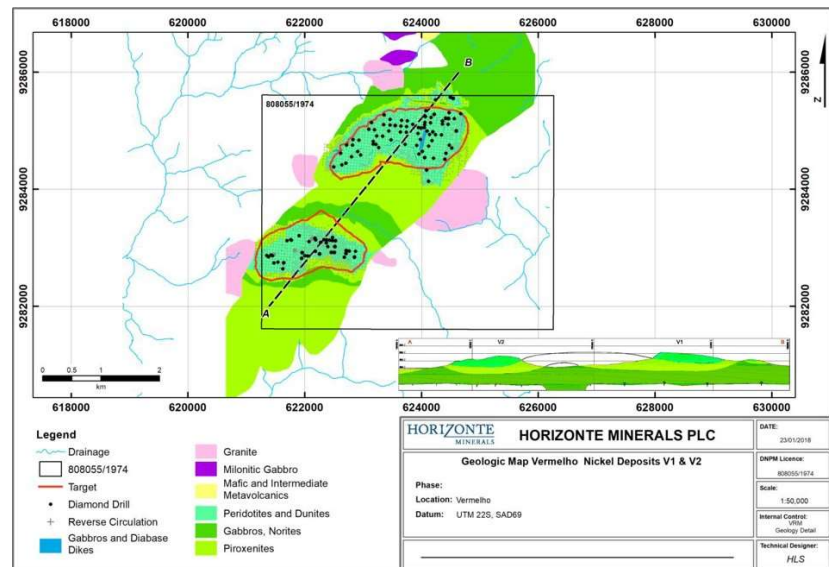 618000
620000
622000
624000
626000
628000
630000
9286000
9286000
B
808055/1974
N
9284000
9284000
9282000
9282000
A
A
V2
V1
B
0 0.5 1 2
km
618000
620000
622000
624000
626000
628000
630000
Legend
Drainage
808055/1974
Target
Diamond Drill
Reverse Circulation
Gabbros and Diabase
Dikes
Granite
Milonitic Gabbro
Mafic and Intermediate
Metavolcanics
Peridotites and Dunites
Gabbros, Norites
Piroxenites
HORIZONTE
MINERALS
HORIZONTE MINERALS PLC
Geologic Map Vermelho Nickel Deposits V1 & V2
Phase:
Location: Vermelho
Datum: UTM 22S, SAD69
DATE:
23/01/2018
DNPM Licence:
808055/1974
Scale:
1:50,000
Internal Control:
VRM
Geology Detail
Technical Designer:
HLS